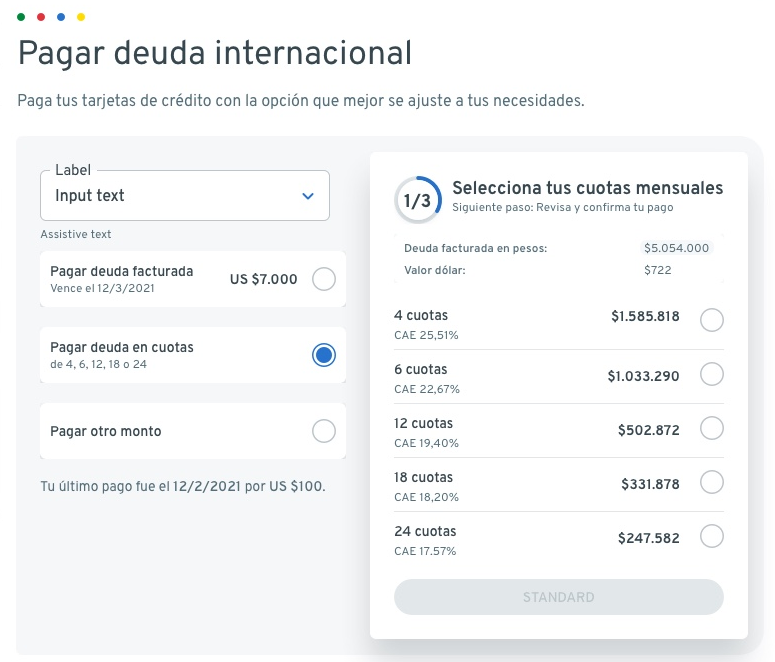 Pagar deuda internacional
Paga tus tarjetas de crédito con la opción que mejor se ajuste a tus necesidades.
Label
Input text
Assistive text
Pagar deuda facturada
Vence el 12/3/2021
US $7.000
Pagar deuda en cuotas
de 4, 6, 12, 18 o 24
Pagar otro monto
Tu último pago fue el 12/2/2021 por US $100.
1/3
Selecciona tus cuotas mensuales
Siguiente paso: Revisa y confirma tu pago
Deuda facturada en pesos: $5.054.000
Valor dólar: $722
4 cuotas
CAE 25,51%
$1.585.818
6 cuotas
CAE 22,67%
$1.033.290
12 cuotas
CAE 19,40%
$502.872
18 cuotas
CAE 18,20%
$331.878
24 cuotas
CAE 17.57%
$247.582
STANDARD